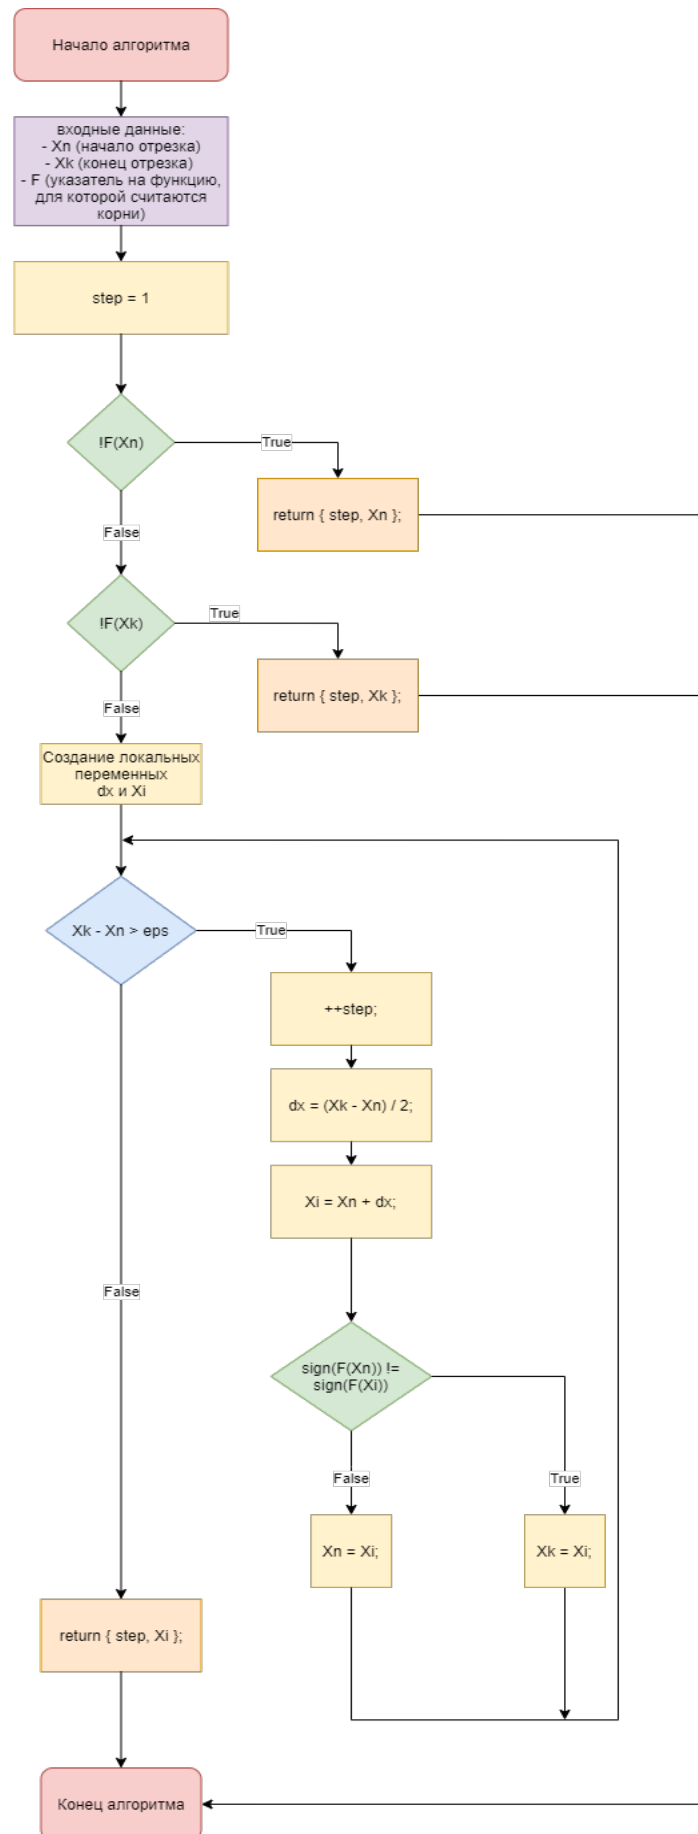 Начало алгоритма
входные данные:
- Xn (начало отрезка)
- Xk (конец отрезка)
- F (указатель на функцию,
для которой считаются
корни)
step = 1
!F(Xn)
True
return { step, Xn };
False
!F(Xk)
True
return { step, Xk };
False
Создание локальных
переменных
dx и Xi
Xk - Xn > eps
True
++step;
dx = (Xk - Xn) / 2;
Xi = Xn + dx;
False
sign(F(Xn)) !=
sign(F(Xi))
False
True
Xn = Xi;
Xk = Xi;
return { step, Xi };
Конец алгоритма